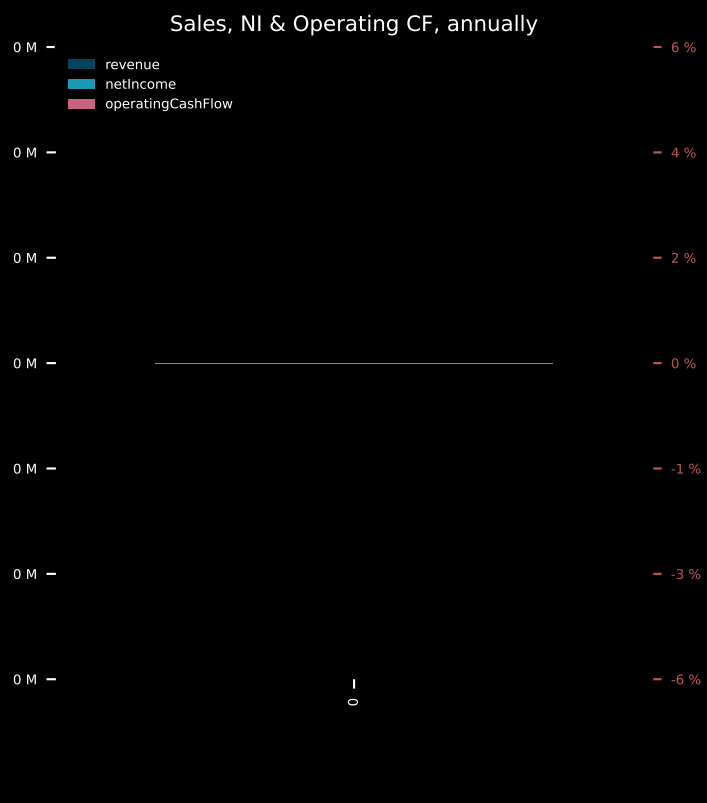 Sales, NI & Operating CF, annually
0 M
6 %
revenue
netIncome
operatingCashFlow
0 M
4 %
0 M
2 %
0 M
0 %
0 M
-1 %
0 M
-3 %
0 M
-6 %
0